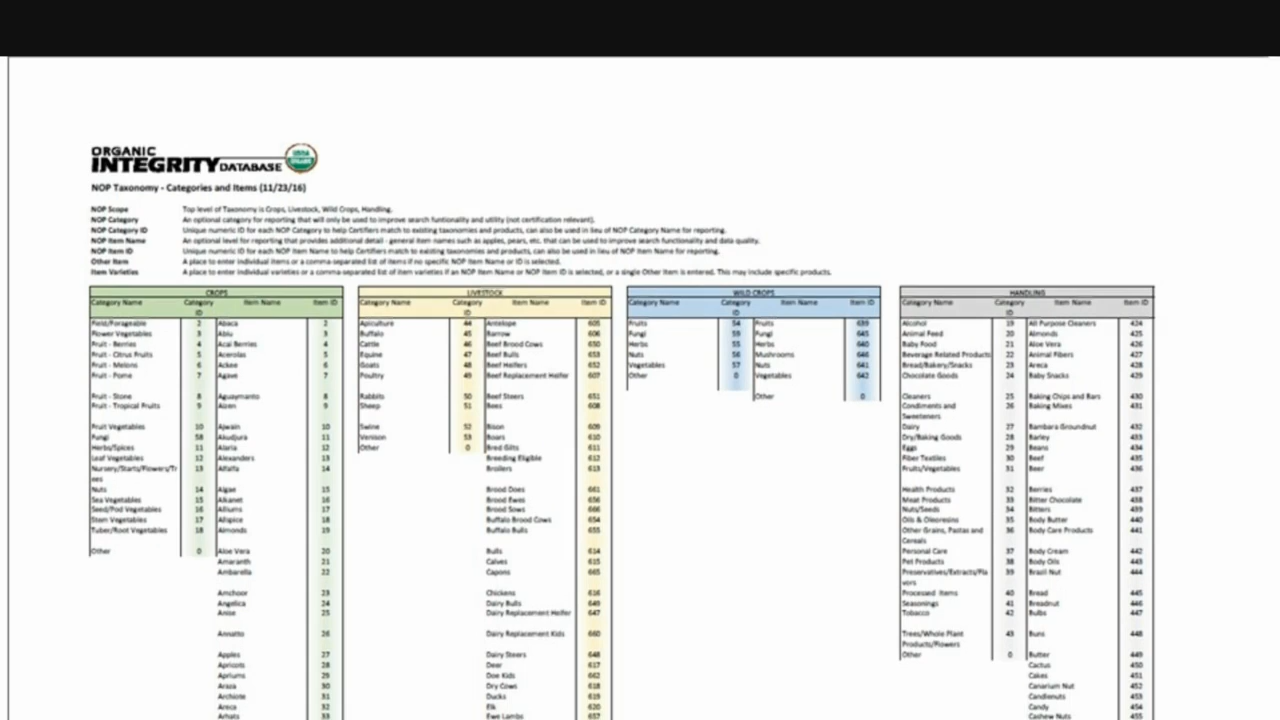 ORGANIC
INTEGRITY DATABASE
NOP Taxonomy - Categories and Items (11/23/16)
NOP Scope Top level of Taxonomy is Crops, Livestock, Wild Crops, Handling.
NOP Category An optional category for reporting that will only be used to improve search funtionality and utility (not certification relevant).
NOP Category ID Unique numeric ID for each NOP Category to help Certifiers match to existing taxonomies and products, can also be used in lieu of NOP Category Name for reporting.
NOP Item Name An optional level for reporting that provides additional detail - general item names such as apples, pears, etc. that can be used to improve search functionality and data quality.
NOP Item ID Unique numeric ID for each NOP Item Name to help Certifiers match to existing taxonomies and products, can also be used in lieu of NOP Item Name for reporting.
Other Item A place to enter individual items or a comma-separated list of items if no specific NOP Item Name or ID is selected.
Item Varieties A place to enter individual varieties or a comma-separated list of item varieties if an NOP Item Name or NOP Item ID is selected, or a single Other Item is entered. This may include specific products.
CROPS
Category Name Category ID Item Name Item ID
Field/Forageable 2 Abaca 2
Flower Vegetables 3 Abiu 3
Fruit - Berries 4 Acai Berries 4
Fruit - Citrus Fruits 5 Acerolas 5
Fruit - Melons 6 Ackee 6
Fruit - Pome 7 Agave 7
Fruit - Stone 8 Aguaymanto 8
Fruit - Tropical Fruits 9 Aizen 9
Fruit Vegetables 10 Ajwain 10
Fungi 58 Akudjura 11
Herbs/Spices 11 Alaria 12
Leaf Vegetables 12 Alexanders 13
Nursery/Starts/Flowers/Tr 13 Alfalfa 14
ees
Nuts 14 Algae 15
Sea Vegetables 15 Alkanet 16
Seed/Pod Vegetables 16 Alliums 17
Stem Vegetables 17 Allspice 18
Tuber/Root Vegetables 18 Almonds 19
Other 0 Aloe Vera 20
Amaranth 21
Ambarella 22
Amchoor 23
Angelica 24
Anise 25
Annatto 26
Apples 27
Apricots 28
Apriums 29
Araza 30
Archiote 31
Areca 32
Arhats 33
LIVESTOCK
Category Name Category ID Item Name Item ID
Apiculture 44 Antelope 605
Buffalo 45 Barrow 606
Cattle 46 Beef Brood Cows 650
Equine 47 Beef Bulls 653
Goats 48 Beef Heifers 652
Poultry 49 Beef Replacement Heifer 607
Rabbits 50 Beef Steers 651
Sheep 51 Bees 608
Swine 52 Bison 609
Venison 53 Boars 610
Other 0 Bred Gilts 611
Breeding Eligible 612
Broilers 613
Brood Does 661
Brood Ewes 656
Brood Sows 666
Buffalo Brood Cows 654
Buffalo Bulls 655
Bulls 614
Calves 615
Capons 665
Chickens 616
Dairy Bulls 649
Dairy Replacement Heifer 647
Dairy Replacement Kids 660
Dairy Steers 648
Deer 617
Doe Kids 662
Dry Cows 618
Ducks 619
Elk 620
Ewe Lambs 657
WILD CROPS
Category Name Category ID Item Name Item ID
Fruits 54 Fruits 639
Fungi 59 Fungi 645
Herbs 55 Herbs 640
Nuts 56 Mushrooms 646
Vegetables 57 Nuts 641
Other 0 Vegetables 642
Other 0
HANDLING
Category Name Category ID Item Name Item ID
Alcohol 19 All Purpose Cleaners 424
Animal Feed 20 Almonds 425
Baby Food 21 Aloe Vera 426
Beverage Related Products 22 Animal Fibers 427
Bread/Bakery/Snacks 23 Areca 428
Chocolate Goods 24 Baby Snacks 429
Cleaners 25 Baking Chips and Bars 430
Condiments and 26 Baking Mixes 431
Sweeteners
Dairy 27 Bambara Groundnut 432
Dry/Baking Goods 28 Barley 433
Eggs 29 Beans 434
Fiber Textiles 30 Beef 435
Fruits/Vegetables 31 Beer 436
Health Products 32 Berries 437
Meat Products 33 Bitter Chocolate 438
Nuts/Seeds 34 Bitters 439
Oils & Oleoresins 35 Body Butter 440
Other Grains, Pastas and 36 Body Care Products 441
Cereals
Personal Care 37 Body Cream 442
Pet Products 38 Body Oils 443
Preservatives/Extracts/Fla 39 Brazil Nut 444
vors
Processed Items 40 Bread 445
Seasonings 41 Breadnut 446
Tobacco 42 Bulbs 447
Trees/Whole Plant 43 Buns 448
Products/Flowers
Other 0 Butter 449
Cactus 450
Cakes 451
Canarium Nut 452
Candlenuts 453
Candy 454
Cashew Nuts 455